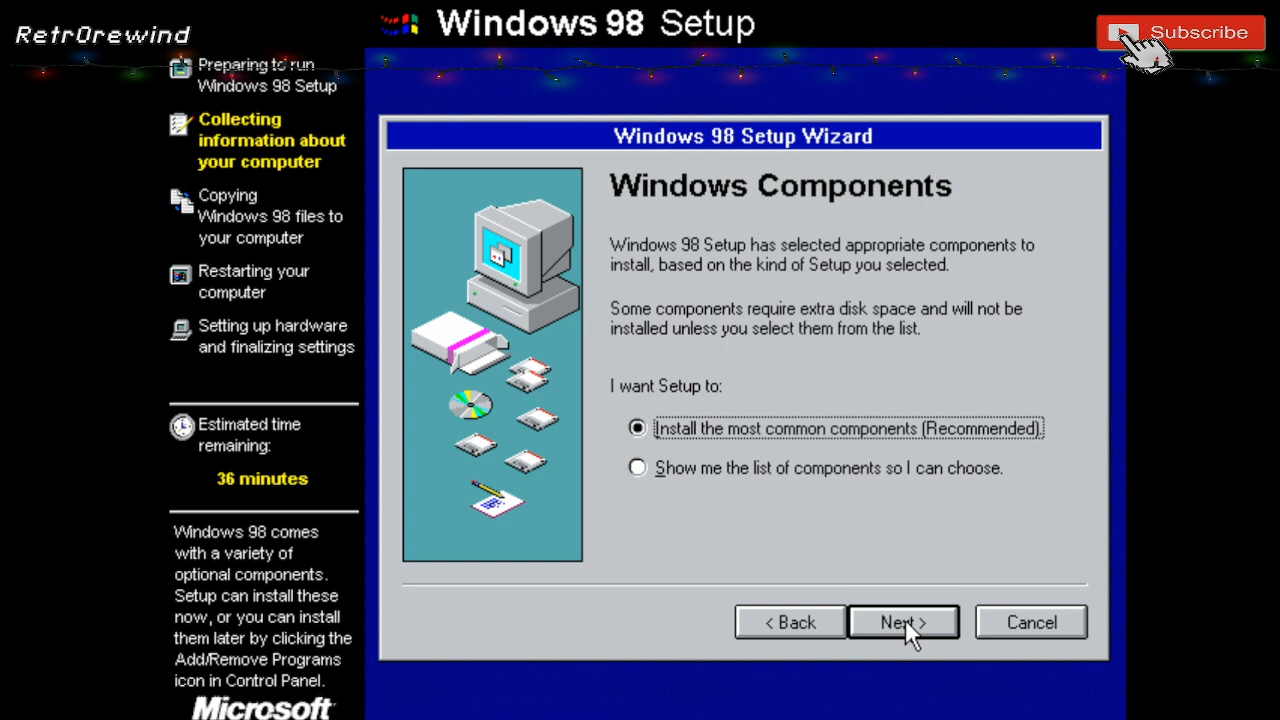 Retr0rewind
Windows 98 Setup
Subscribe
Preparing to run
Windows 98 Setup
Collecting
information about
your computer
Copying
Windows 98 files to
your computer
Restarting your
computer
Setting up hardware
and finalizing settings
Estimated time
remaining:
36 minutes
Windows 98 comes
with a variety of
optional components.
Setup can install these
now, or you can install
them later by clicking the
Add/Remove Programs
icon in Control Panel.
Microsoft
Windows 98 Setup Wizard
Windows Components
Windows 98 Setup has selected appropriate components to
install, based on the kind of Setup you selected.
Some components require extra disk space and will not be
installed unless you select them from the list.
I want Setup to:
Install the most common components (Recommended).
Show me the list of components so I can choose.
< Back
Next >
Cancel